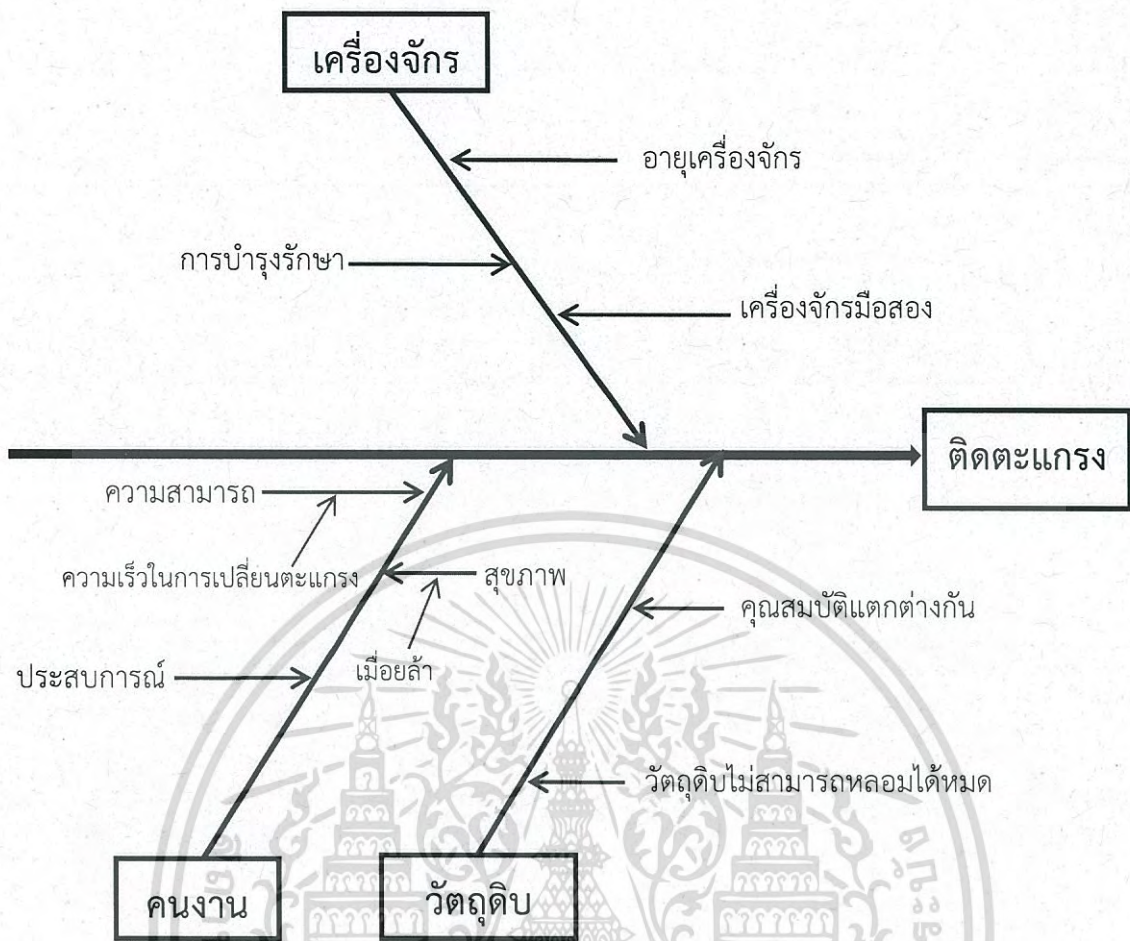 เครื่องจักร
อายุเครื่องจักร
การบำรุงรักษา
เครื่องจักรมือสอง
ติดตะแกรง
ความสามารถ
ความเร็วในการเปลี่ยนตะแกรง
สุขภาพ
คุณสมบัติแตกต่างกัน
ประสบการณ์
เมื่อยล้า
วัตถุดิบไม่สามารถหลอมได้หมด
คนงาน
วัตถุดิบ